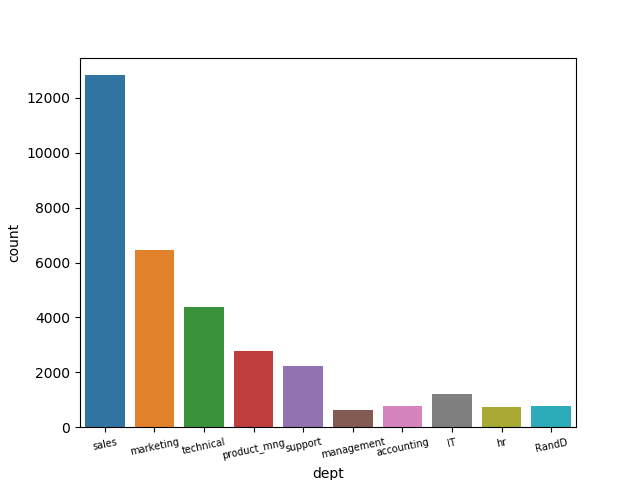 12000
10000
8000
6000
4000
2000
0
count
sales marketing technical product_mng support management accounting IT hr RandD
dept